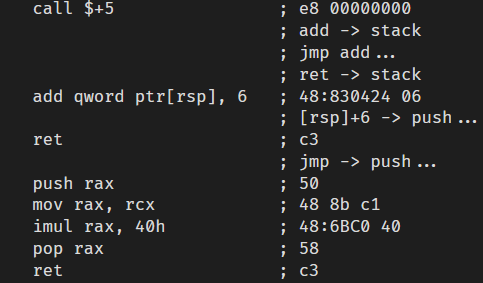 call $+5 ; e8 00000000
; add -> stack
; jmp add...
; ret -> stack
add qword ptr[rsp], 6 ; 48:830424 06
; [rsp]+6 -> push...
ret ; c3
; jmp -> push...
push rax ; 50
mov rax, rcx ; 48 8b c1
imul rax, 40h ; 48:6BC0 40
pop rax ; 58
ret ; c3